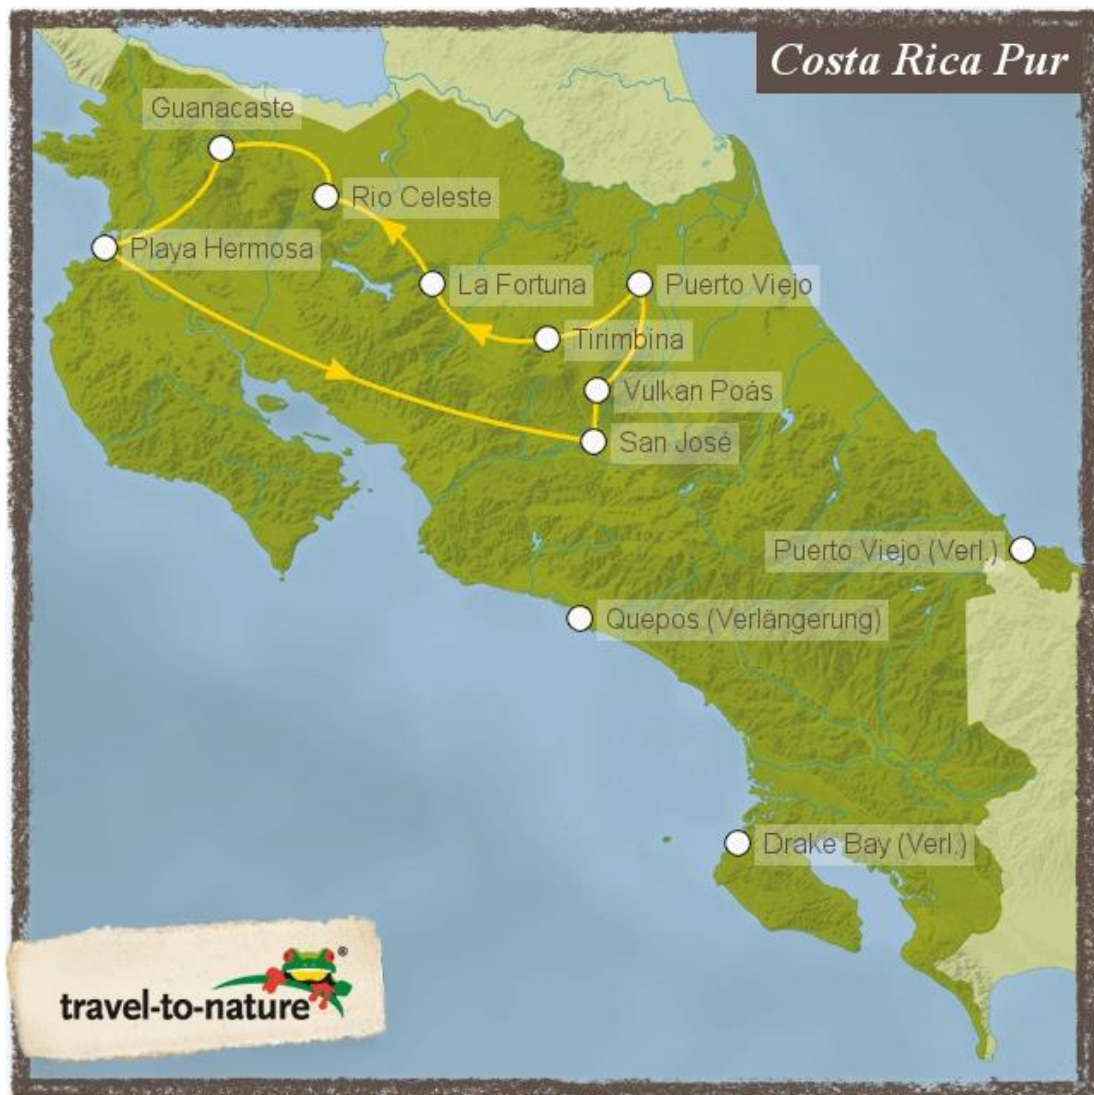 Costa Rica Pur
Guanacaste
Rio Celeste
Playa Hermosa
La Fortuna
Puerto Viejo
Tirimbina
Vulkan Poás
San José
Puerto Viejo (Verl.)
Quepos (Verlängerung)
Drake Bay (Verl.)
travel-to-nature®